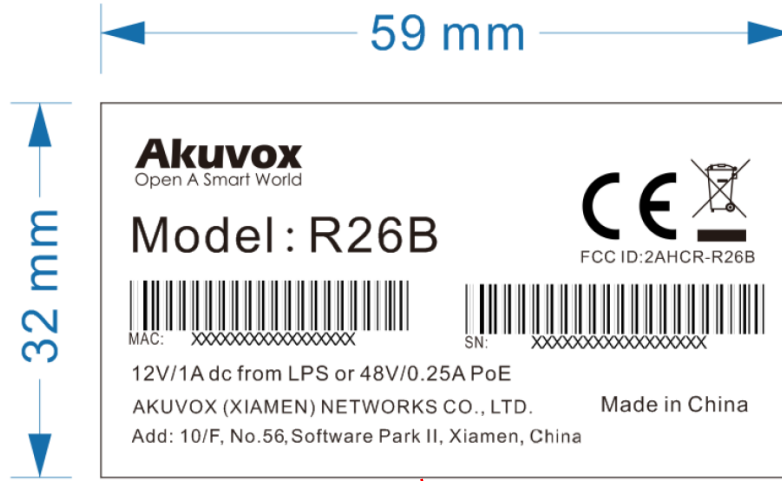 59 mm
32 mm
Akuvox
Open A Smart World
Model: R26B
CE
FCC ID:2AHCR-R26B
MAC: XXXXXXXXXXXXXXXXX
SN: XXXXXXXXXXXXXXXXX
12V/1A dc from LPS or 48V/0.25A PoE
AKUVOX (XIAMEN) NETWORKS CO., LTD.
Made in China
Add: 10/F, No.56,Software Park II, Xiamen, China